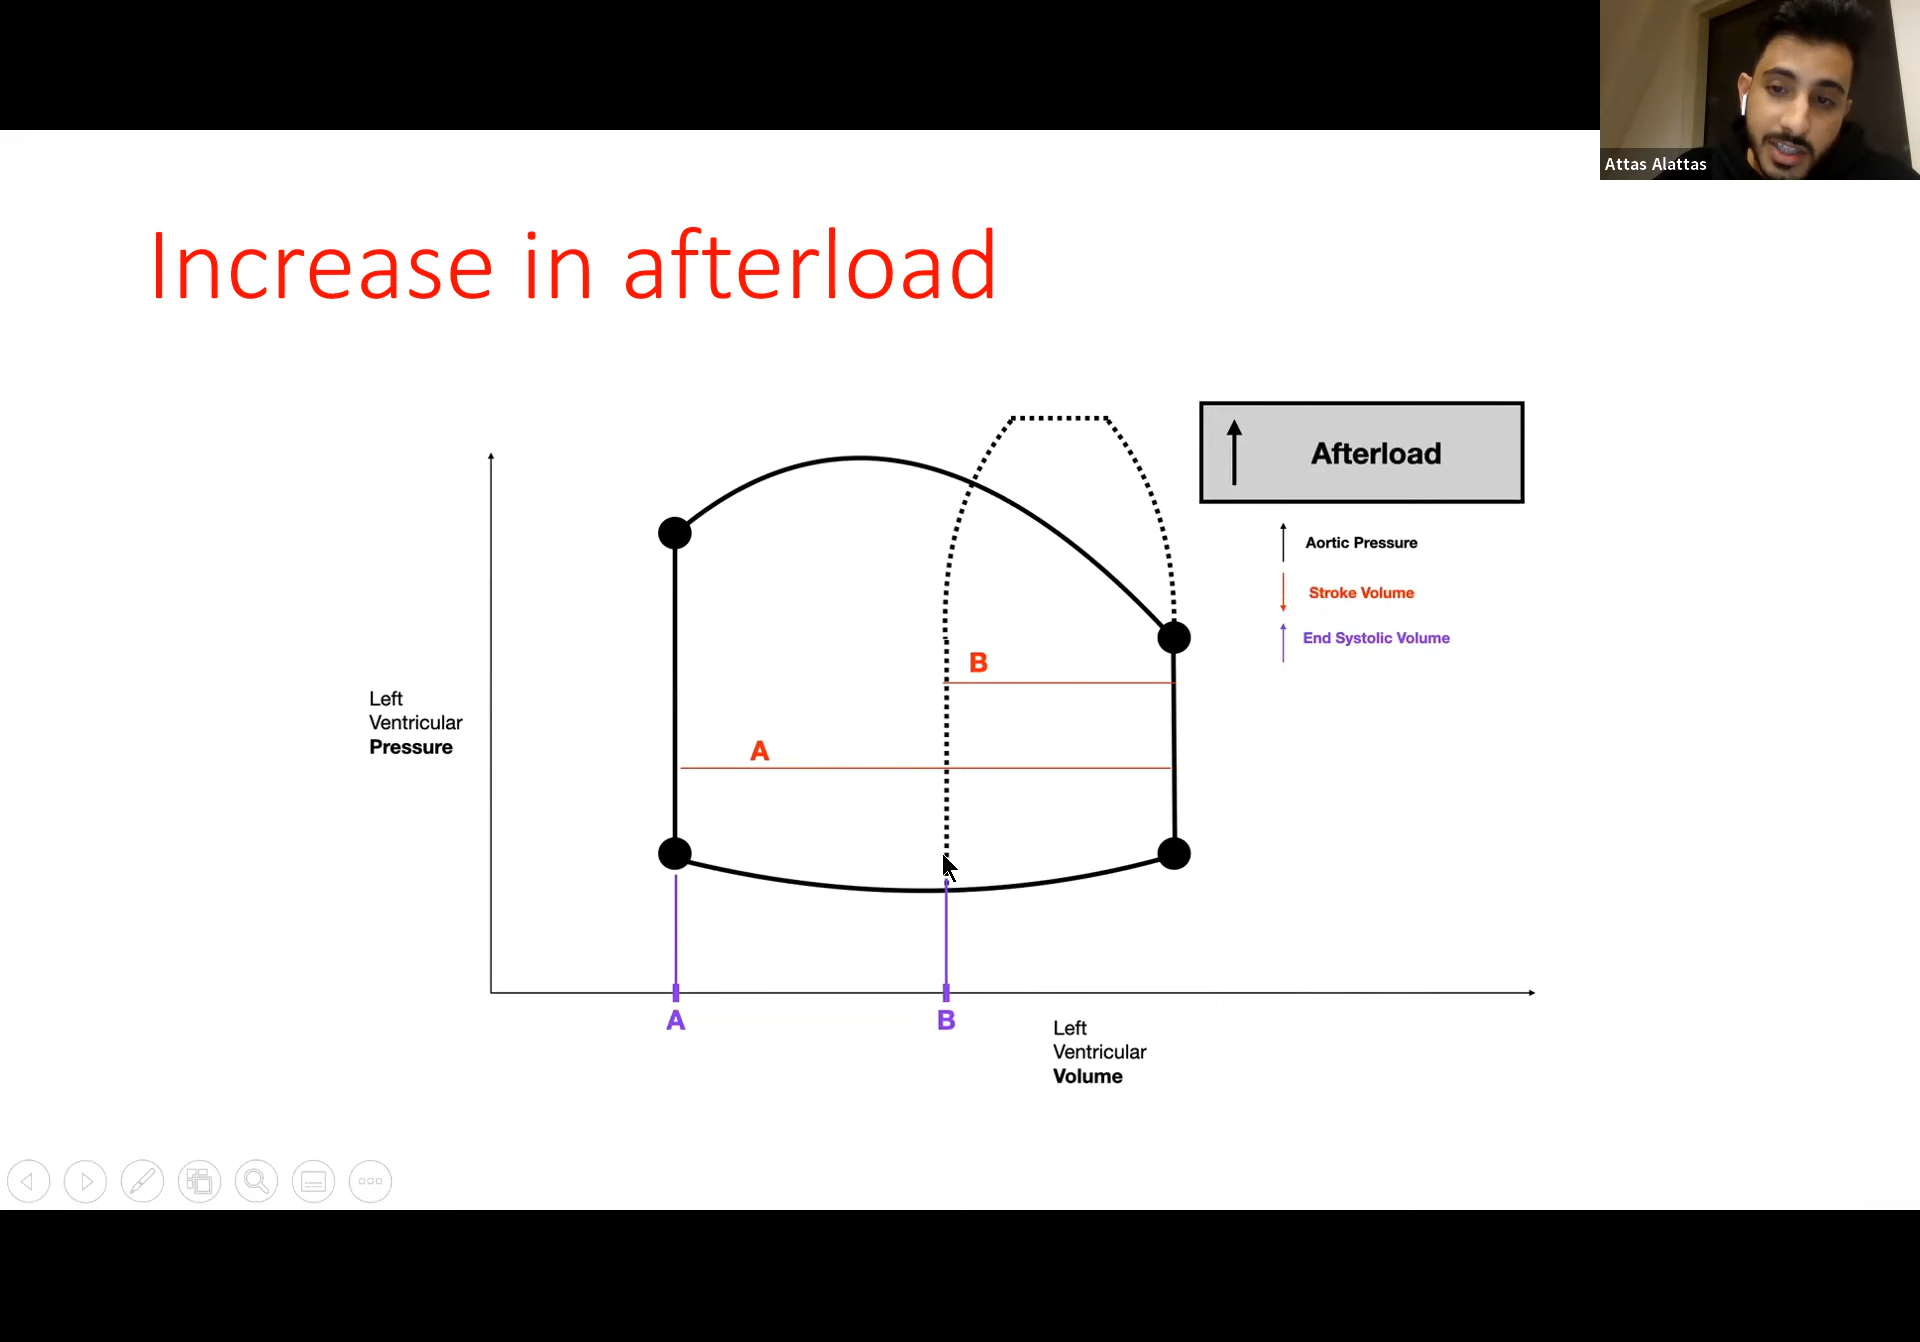 Attas Alattas
Increase in afterload
Afterload
Aortic Pressure
Stroke Volume
End Systolic Volume
B
A
Left
Ventricular
Pressure
A
B
Left
Ventricular
Volume